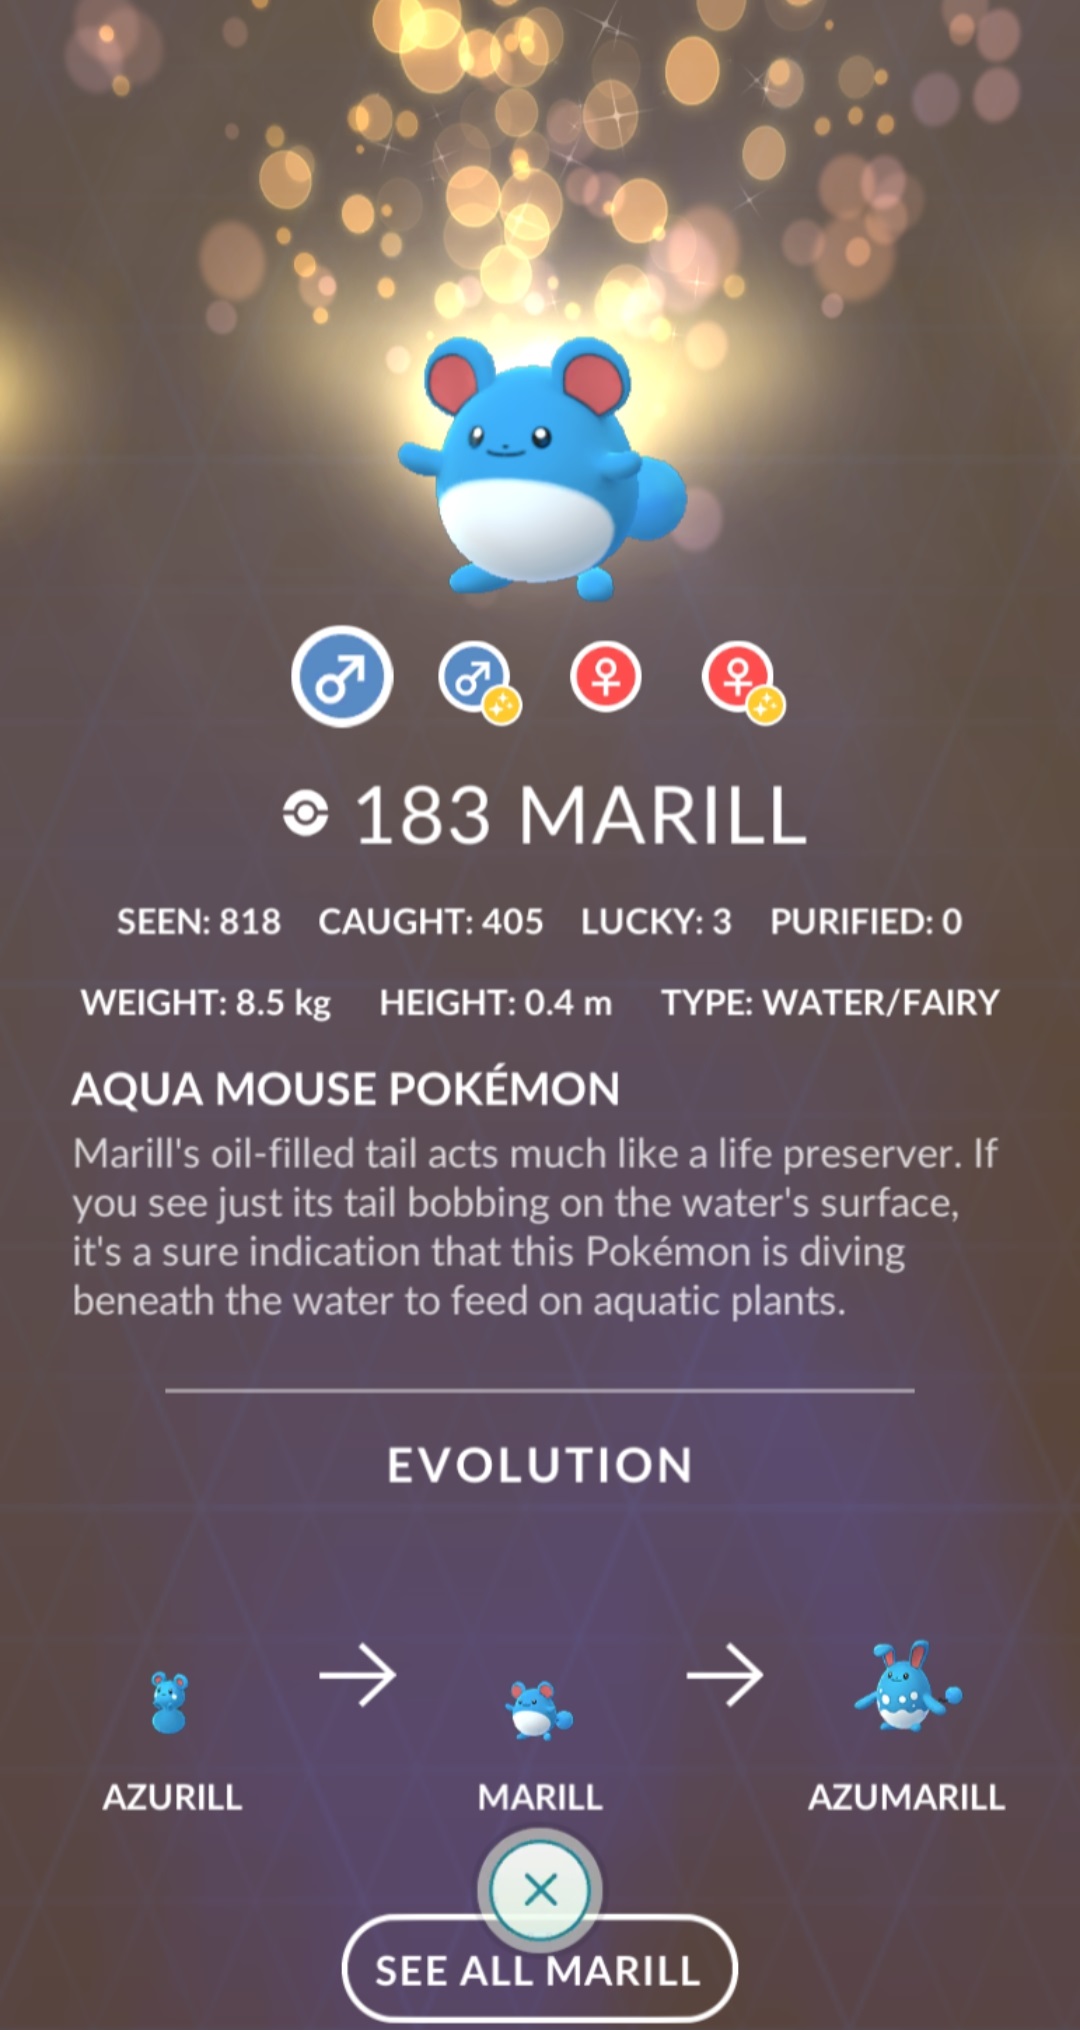 183 MARILL
SEEN: 818 CAUGHT: 405 LUCKY: 3 PURIFIED: 0
WEIGHT: 8.5 kg HEIGHT: 0.4 m TYPE: WATER/FAIRY
AQUA MOUSE POKÉMON
Marill's oil-filled tail acts much like a life preserver. If
you see just its tail bobbing on the water's surface,
it's a sure indication that this Pokémon is diving
beneath the water to feed on aquatic plants.
EVOLUTION
AZURILL MARILL AZUMARILL
SEE ALL MARILL